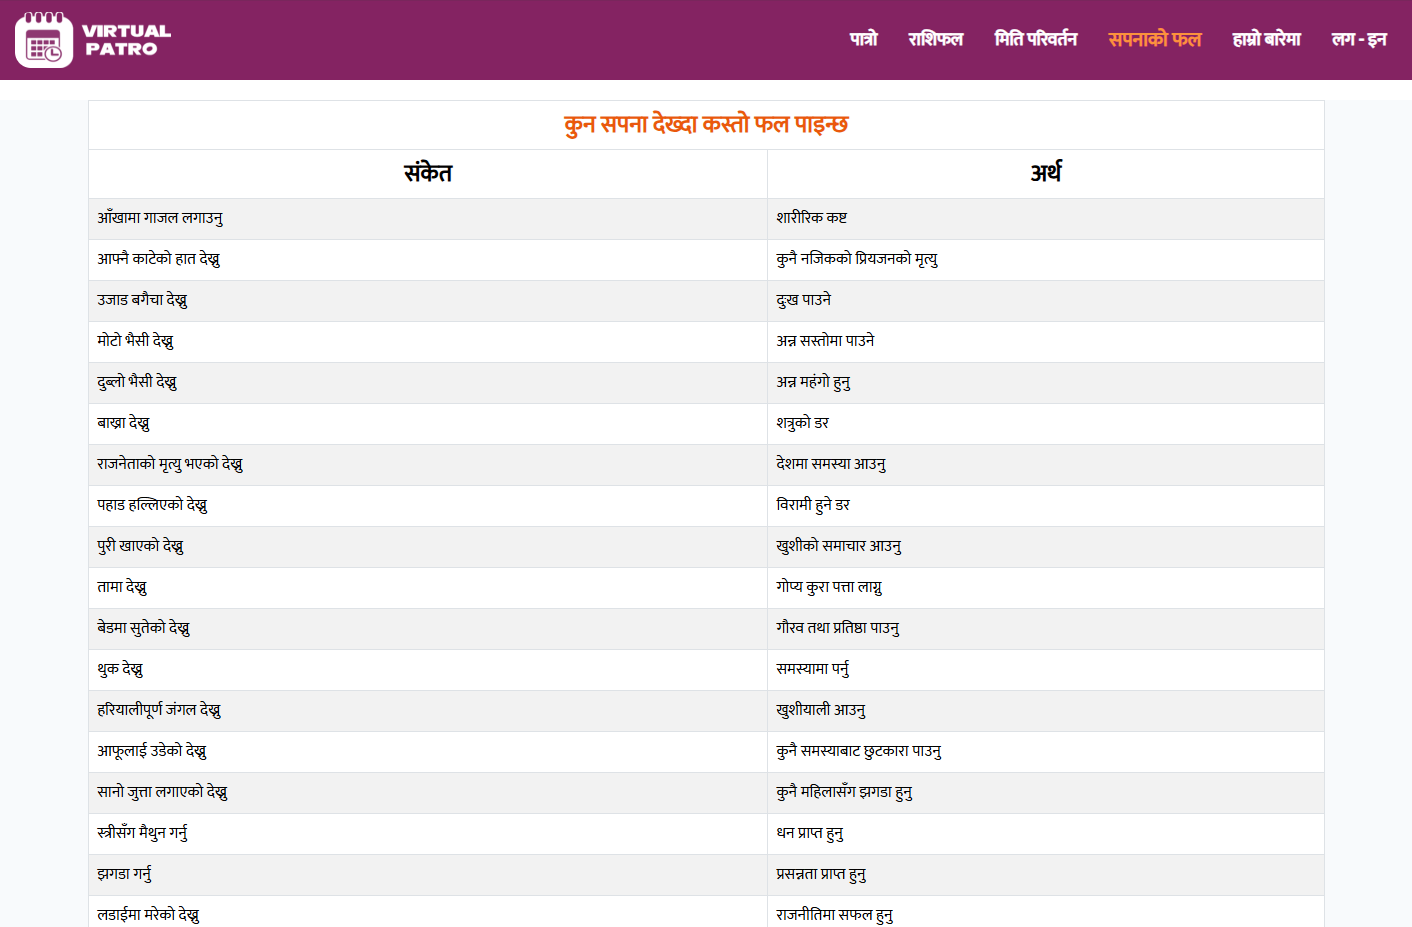 VIRTUAL
PATRO
पात्रो राशिफल मिति परिवर्तन सपनाको फल हाम्रो बारेमा लग - इन
कुन सपना देख्दा कस्तो फल पाइन्छ
संकेत अर्थ
आँखामा गाजल लगाउनु शारीरिक कष्ट
आफ्नै काटेको हात देख्नु कुनै नजिकको प्रियजनको मृत्यु
उजाड बगैचा देख्नु दुःख पाउने
मोटो भैसी देख्नु अन्न सस्तोमा पाउने
दुब्लो भैसी देख्नु अन्न महंगो हुनु
बाख्रा देख्नु शत्रुको डर
राजनेताको मृत्यु भएको देख्नु देशमा समस्या आउनु
पहाड हल्लिएको देख्नु विरामी हुने डर
पुरी खाएको देख्नु खुशीको समाचार आउनु
तामा देख्नु गोप्य कुरा पत्ता लाग्नु
बेडमा सुतेको देख्नु गौरव तथा प्रतिष्ठा पाउनु
थुक देख्नु समस्यामा पर्नु
हरियालीपूर्ण जंगल देख्नु खुशीयाली आउनु
आफूलाई उडेको देख्नु कुनै समस्याबाट छुटकारा पाउनु
सानो जुत्ता लगाएको देख्नु कुनै महिलासँग झगडा हुनु
स्त्रीसँग मैथुन गर्नु धन प्राप्त हुनु
झगडा गर्नु प्रसन्नता प्राप्त हुनु
लडाईमा मरेको देख्नु राजनीतिमा सफल हुनु